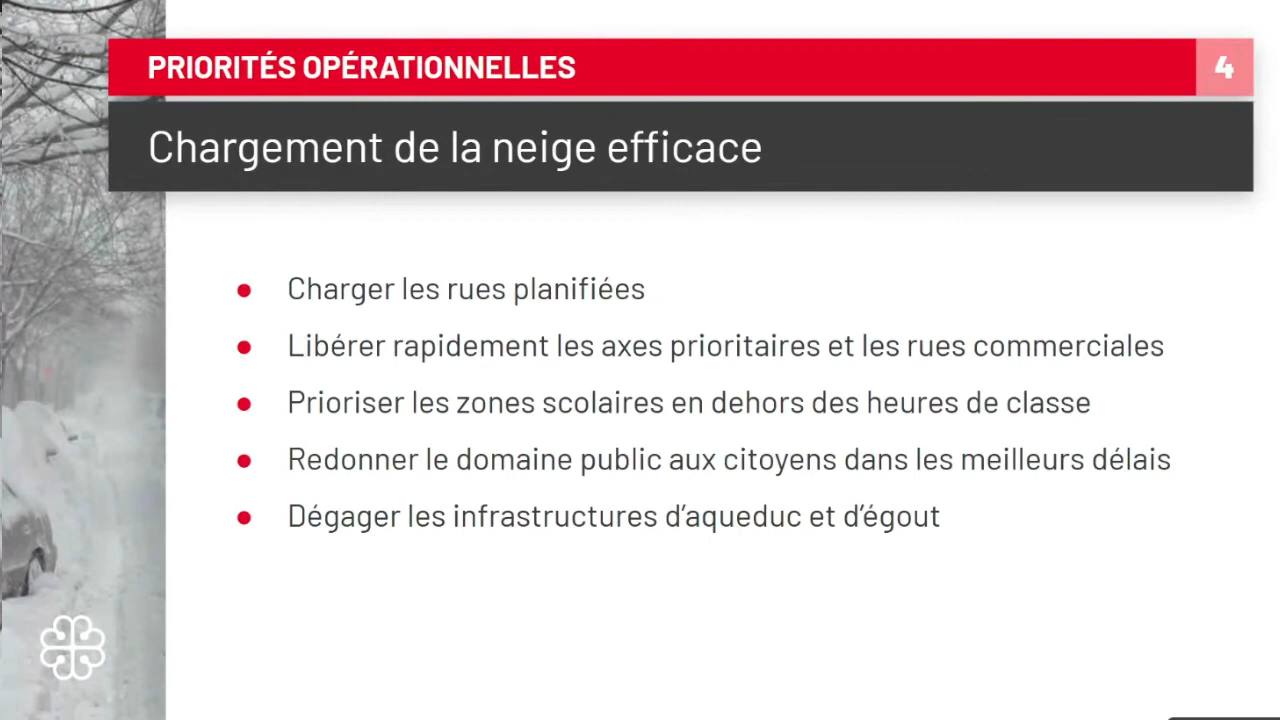 PRIORITÉS OPÉRATIONNELLES
4
Chargement de la neige efficace
● Charger les rues planifiées
● Libérer rapidement les axes prioritaires et les rues commerciales
● Prioriser les zones scolaires en dehors des heures de classe
● Redonner le domaine public aux citoyens dans les meilleurs délais
● Dégager les infrastructures d’aqueduc et d’égout